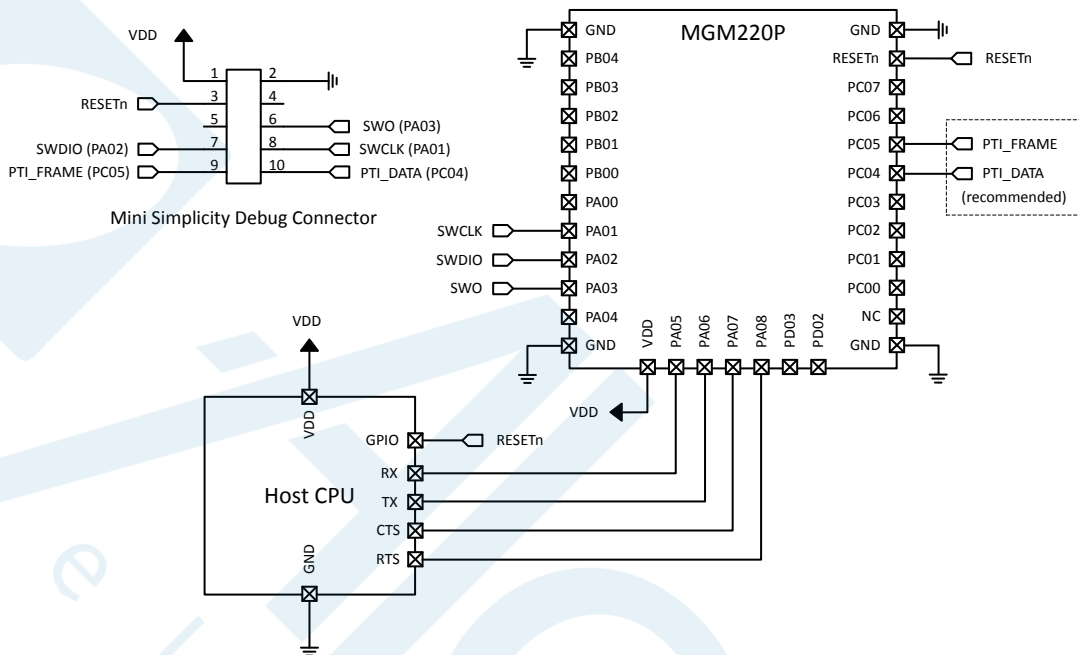 VDD
1
2
RESETn
3
4
5
6
SWO (PA03)
SWDIO (PA02)
7
8
SWCLK (PA01)
PTI_FRAME (PC05)
9
10
PTI_DATA (PC04)
Mini Simplicity Debug Connector
MGM220P
GND
PB04
PB03
PB02
PB01
PB00
PA00
SWCLK
PA01
SWDIO
PA02
SWO
PA03
PA04
GND
GND
RESETn
RESETn
PC07
PC06
PC05
PTI_FRAME
PC04
PTI_DATA
(recommended)
PC03
PC02
PC01
PC00
NC
GND
VDD
PA05
PA06
PA07
PA08
PD03
PD02
VDD
VDD
VDD
GPIO
RESETn
RX
Host CPU
TX
CTS
RTS
GND